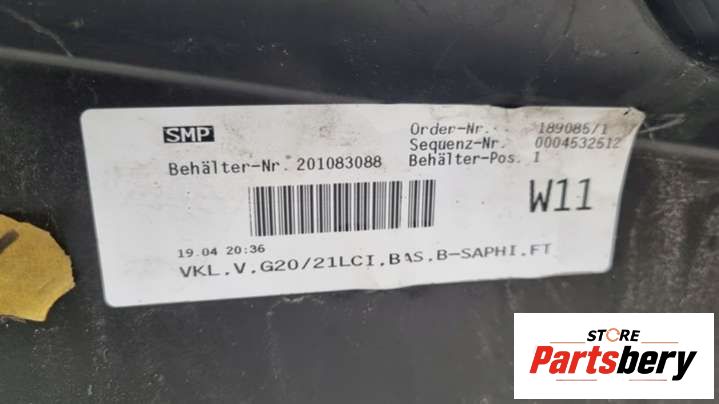 SMP
Order-Nr. 189086/1
Sequenz-Nr. 0004532612
Behälter-Nr. 201083088 Behälter-Pos. 1
W11
19.04 20:36
VKL.V.G20/21LCI.BAS.B-SAPHI.FT
STORE
Partsbery